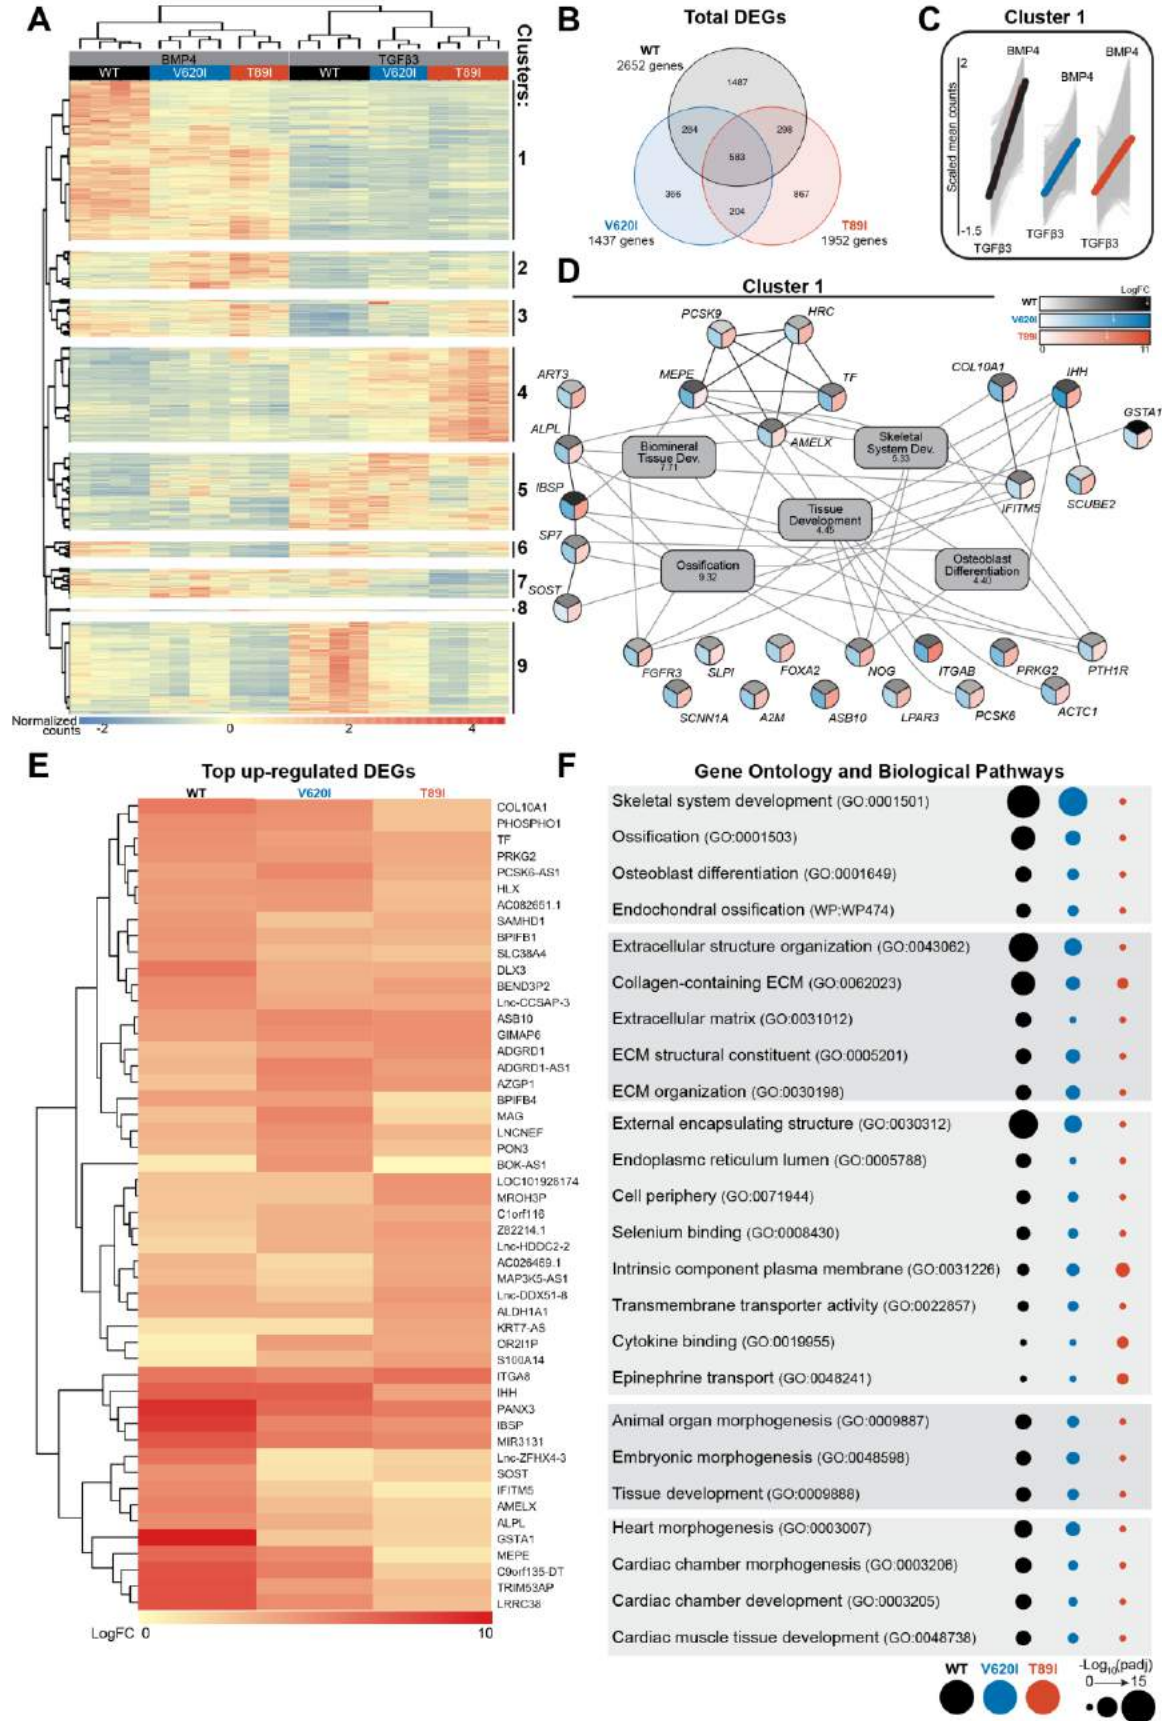 A
BMP4
TGFβ3
WT
V620I
T89I
WT
V620I
T89I
Clusters:
1
2
3
4
5
6
7
8
9
Normalized
counts
-2
0
2
4
B
Total DEGs
WT
2652 genes
1487
284
298
583
366
204
867
V620I
1437 genes
T89I
1952 genes
C
Cluster 1
Scaled mean counts
2
-1.5
BMP4
BMP4
BMP4
TGFβ3
TGFβ3
TGFβ3
D
Cluster 1
LogFC
WT
V620I
T89I
0
11
PCSK9
HRC
ART3
MEPE
TF
COL10A1
IHH
GSTA1
ALPL
AMELX
Biomineral
Tissue Dev.
7.71
Skeletal
System Dev.
5.33
IBSP
IFITM5
SCUBE2
Tissue
Development
4.45
SP7
Ossification
9.32
Osteoblast
Differentiation
4.40
SOST
FGFR3
SLPI
FOXA2
NOG
ITGAB
PRKG2
PTH1R
SCNN1A
A2M
ASB10
LPAR3
PCSK6
ACTC1
E
Top up-regulated DEGs
WT
V620I
T89I
COL10A1
PHOSPHO1
TF
PRKG2
PCSK6-AS1
HLX
AC082651.1
SAMHD1
BPIFB1
SLC38A4
DLX3
BEND3P2
Lnc-CCSAP-3
ASB10
GIMAP6
ADGRD1
ADGRD1-AS1
AZGP1
BPIFB4
MAG
LNCNEF
PON3
BOK-AS1
LOC101928174
MROH3P
C1orf116
Z82214.1
Lnc-HDDC2-2
AC026469.1
MAP3K5-AS1
Lnc-DDX51-8
ALDH1A1
KRT7-AS
OR2I1P
S100A14
ITGA8
IHH
PANX3
IBSP
MIR3131
Lnc-ZFHX4-3
SOST
IFITM5
AMELX
ALPL
GSTA1
MEPE
C9orf135-DT
TRIM53AP
LRRC38
LogFC 0
10
F
Gene Ontology and Biological Pathways
Skeletal system development (GO:0001501)
Ossification (GO:0001503)
Osteoblast differentiation (GO:0001649)
Endochondral ossification (WP:WP474)
Extracellular structure organization (GO:0043062)
Collagen-containing ECM (GO:0062023)
Extracellular matrix (GO:0031012)
ECM structural constituent (GO:0005201)
ECM organization (GO:0030198)
External encapsulating structure (GO:0030312)
Endoplasmc reticulum lumen (GO:0005788)
Cell periphery (GO:0071944)
Selenium binding (GO:0008430)
Intrinsic component plasma membrane (GO:0031226)
Transmembrane transporter activity (GO:0022857)
Cytokine binding (GO:0019955)
Epinephrine transport (GO:0048241)
Animal organ morphogenesis (GO:0009887)
Embryonic morphogenesis (GO:0048598)
Tissue development (GO:0009888)
Heart morphogenesis (GO:0003007)
Cardiac chamber morphogenesis (GO:0003206)
Cardiac chamber development (GO:0003205)
Cardiac muscle tissue development (GO:0048738)
WT
V620I
T89I
-Log10(padj)
0
15